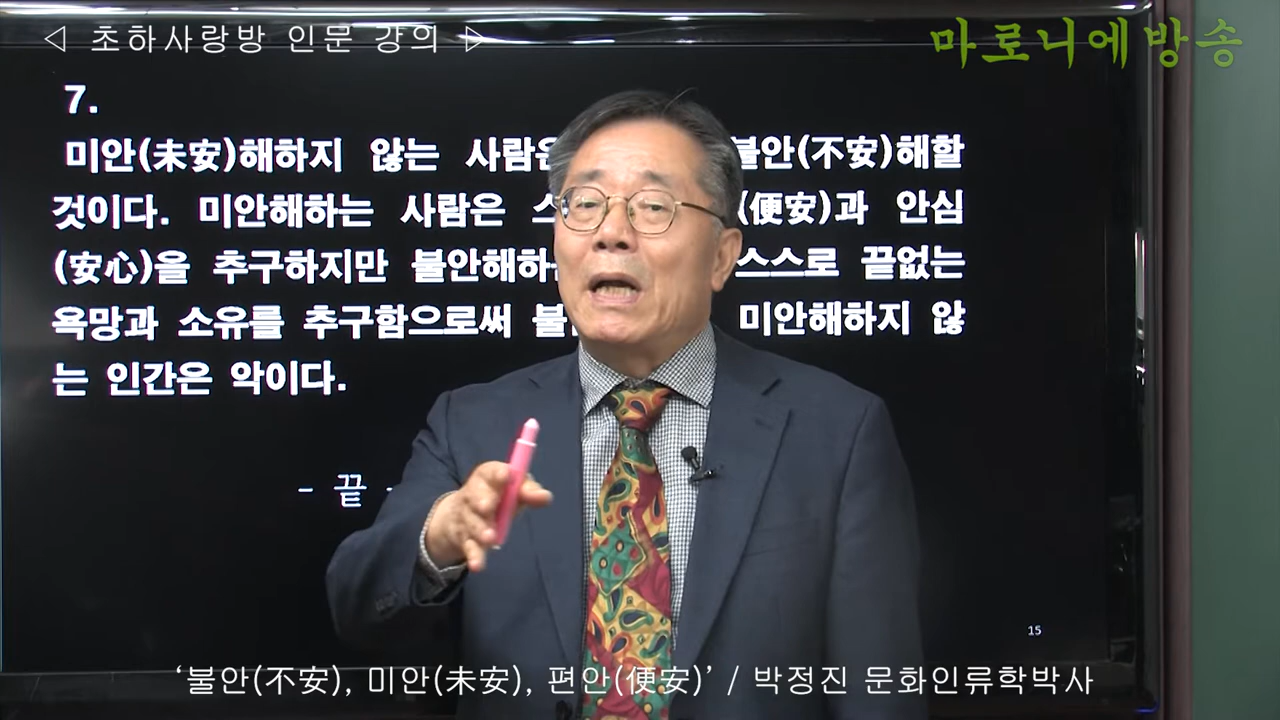 ◁ 초하사랑방 인문 강의 ▷
마로니에방송
7.
미안(未安)해하지 않는 사람은 불안(不安)해할
것이다. 미안해하는 사람은 스 (便安)과 안심
(安心)을 추구하지만 불안해하는 스스로 끝없는
욕망과 소유를 추구함으로써 미안해하지 않
는 인간은 악이다.
- 끝 -
15
‘불안(不安), 미안(未安), 편안(便安)’ / 박정진 문화인류학박사